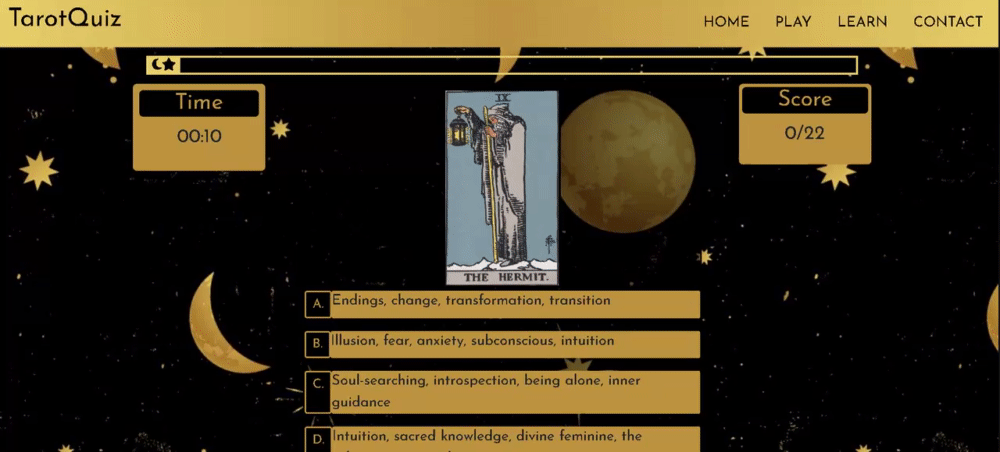 TarotQuiz
HOME PLAY LEARN CONTACT
Time
00:10
Score
0/22
IX
THE HERMIT.
A. Endings, change, transformation, transition
B. Illusion, fear, anxiety, subconscious, intuition
C. Soul-searching, introspection, being alone, inner
guidance
D. Intuition, sacred knowledge, divine feminine, the